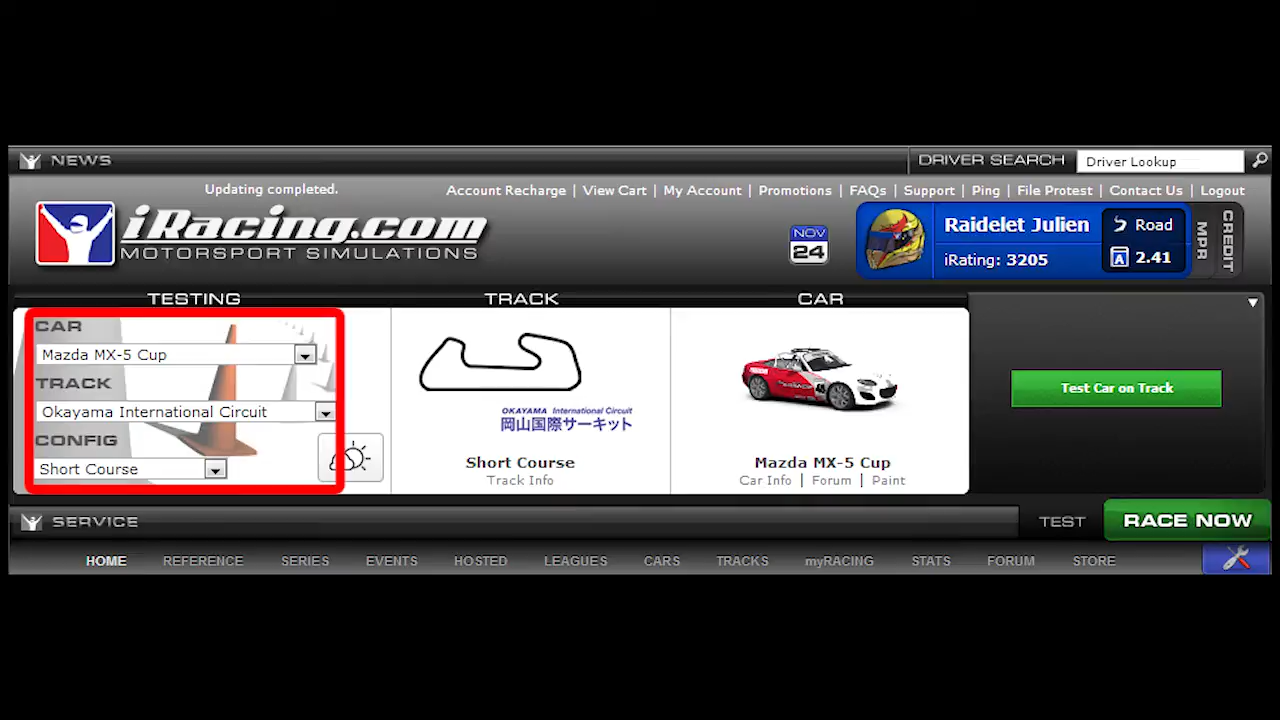 NEWS
DRIVER SEARCH
Driver Lookup
Updating completed.
Account Recharge | View Cart | My Account | Promotions | FAQs | Support | Ping | File Protest | Contact Us | Logout
iRacing.com
MOTORSPORT SIMULATIONS
NOV
24
Raidelet Julien
iRating: 3205
Road
A 2.41
MPR
CREDIT
TESTING
TRACK
CAR
CAR
Mazda MX-5 Cup
TRACK
Okayama International Circuit
CONFIG
Short Course
OKAYAMA International Circuit
岡山国際サーキット
Short Course
Track Info
Mazda MX-5 Cup
Car Info | Forum | Paint
Test Car on Track
SERVICE
TEST
RACE NOW
HOME
REFERENCE
SERIES
EVENTS
HOSTED
LEAGUES
CARS
TRACKS
myRACING
STATS
FORUM
STORE